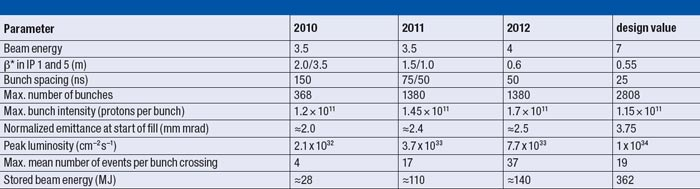 Parameter 2010 2011 2012 design value
Beam energy 3.5 3.5 4 7
β* in IP 1 and 5 (m) 2.0/3.5 1.5/1.0 0.6 0.55
Bunch spacing (ns) 150 75/50 50 25
Max. number of bunches 368 1380 1380 2808
Max. bunch intensity (protons per bunch) 1.2 × 10¹¹ 1.45 × 10¹¹ 1.7 × 10¹¹ 1.15 × 10¹¹
Normalized emittance at start of fill (mm mrad) ≈2.0 ≈2.4 ≈2.5 3.75
Peak luminosity (cm⁻²s⁻¹) 2.1 x 10³² 3.7 x 10³³ 7.7 x 10³³ 1 x 10³⁴
Max. mean number of events per bunch crossing 4 17 37 19
Stored beam energy (MJ) ≈28 ≈110 ≈140 362